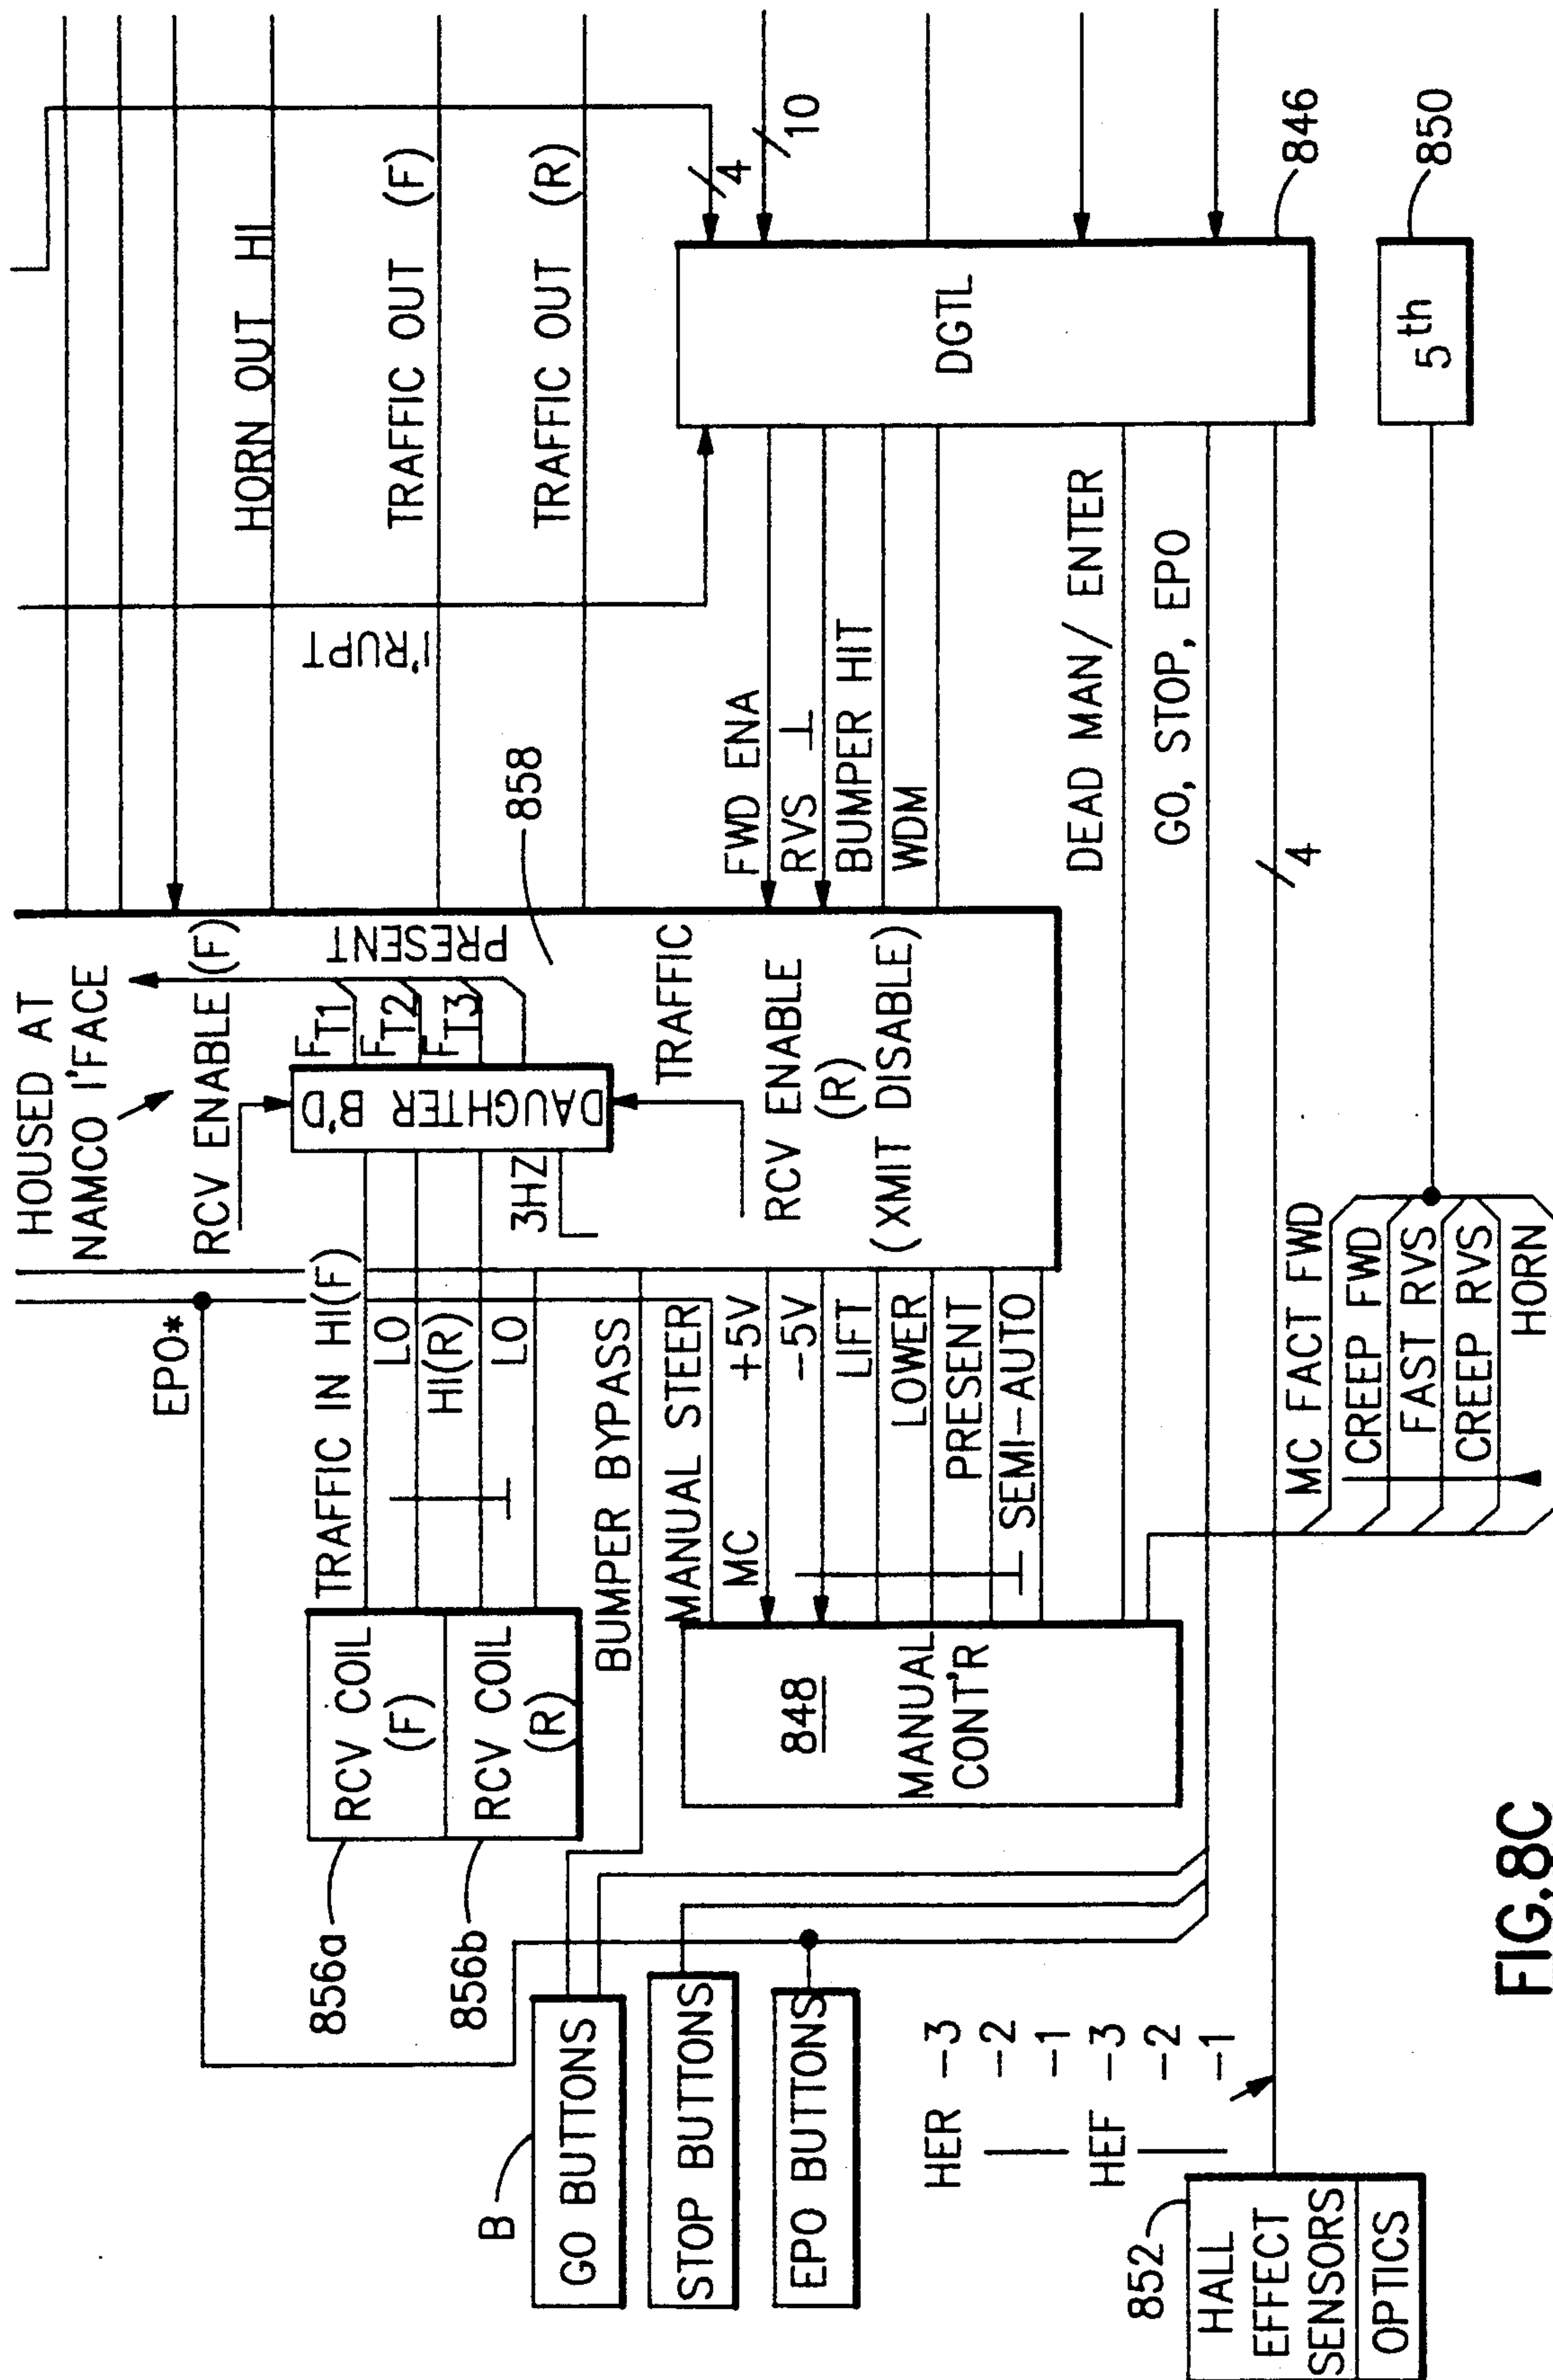 HOUSED AT
NAMCO I'FACE
RCV ENABLE (F)
HORN OUT HI
TRAFFIC OUT (F)
TRAFFIC OUT (R)
I'RUPT
4
10
EPO*
TRAFFIC IN HI(F)
LO
HI(R)
LO
3HZ
DAUGHTER B'D
FT1
FT2
FT3
PRESENT
858
TRAFFIC
RCV ENABLE
(R)
(XMIT DISABLE)
856a
RCV COIL
(F)
856b
RCV COIL
(R)
BUMPER BYPASS
MANUAL STEER
MC +5V
-5V
LIFT
LOWER
PRESENT
SEMI-AUTO
FWD ENA
RVS
BUMPER HIT
WDM
DGTL
846
848
MANUAL
CONT'R
B
GO BUTTONS
STOP BUTTONS
EPO BUTTONS
DEAD MAN/ ENTER
GO, STOP, EPO
4
HER -3
-2
-1
HEF -3
-2
-1
852
HALL
EFFECT
SENSORS
OPTICS
MC FACT FWD
CREEP FWD
FAST RVS
CREEP RVS
HORN
5th
850
FIG.8C